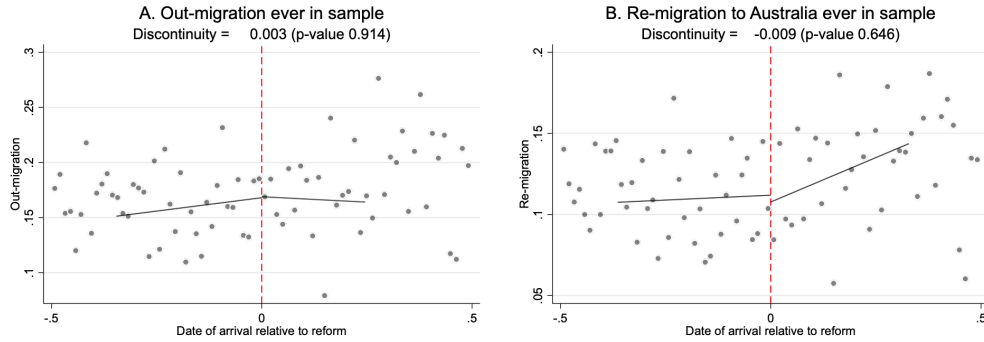 A. Out-migration ever in sample
Discontinuity = 0.003 (p-value 0.914)
.3
.25
.2
.15
.1
Out-migration
-.5
0
.5
Date of arrival relative to reform
B. Re-migration to Australia ever in sample
Discontinuity = -0.009 (p-value 0.646)
.2
.15
.1
.05
Re-migration
-.5
0
.5
Date of arrival relative to reform